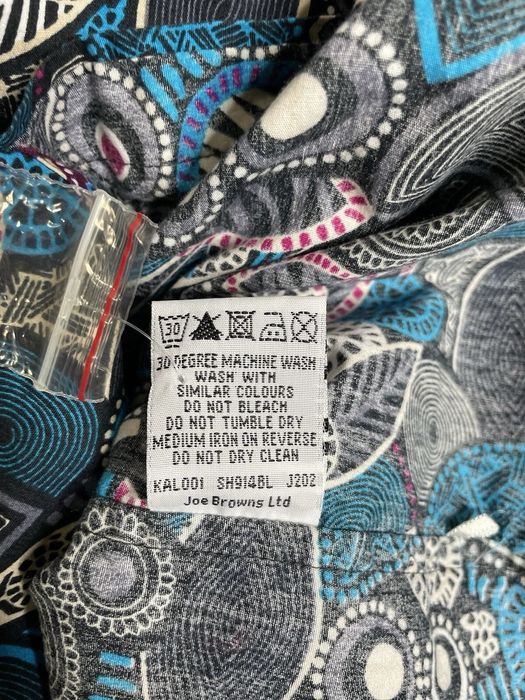 30
30 DEGREE MACHINE WASH
WASH WITH
SIMILAR COLOURS
DO NOT BLEACH
DO NOT TUMBLE DRY
MEDIUM IRON ON REVERSE
DO NOT DRY CLEAN
KAL001 SH914BL J202
Joe Browns Ltd